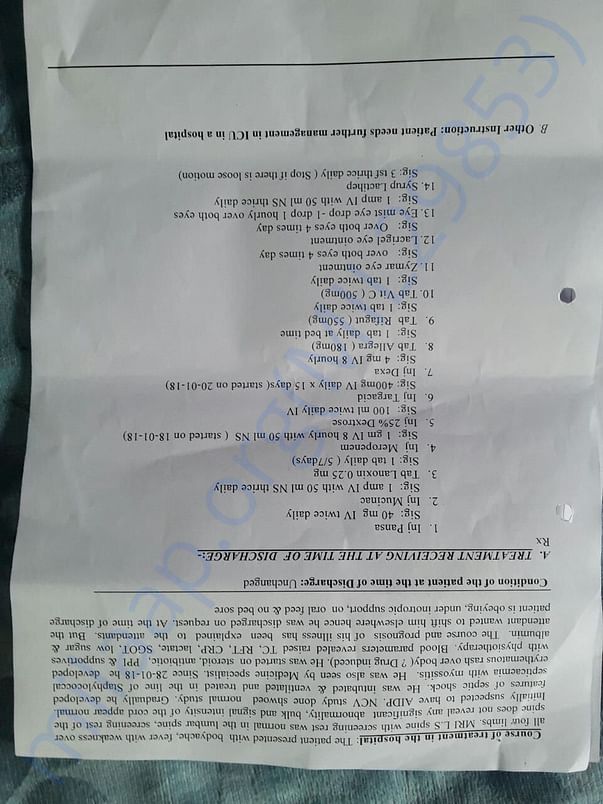 Course of treatment in the hospital: The patient presented with bodyache, fever with weakness over
all four limbs. MRI L.S spine with screening rest was normal in the lumbar spine, screening rest of the
spine does not reveal any significant abnormality, bulk and signal intensity of the cord appear normal.
Initially suspected to have AIDP. NCV study done showed normal study. Gradually he developed
features of septic shock. He was intubated & ventilated and treated in the line of Staphylococcal
septicaemia with myositis. He was also seen by Medicine specialist. Since 28-01-18 he developed
erythematous rash over body( ? Drug induced). He was started on steroid, antibiotic, PPI & supportives
with physiotherapy. Blood parameters revealed raised TC, RFT, CRP, lactate, SGOT, low sugar &
albumin. The course and prognosis of his illness has been explained to the attendants. But the
attendant wanted to shift him elsewhere hence he was discharged on request. At the time of discharge
patient is obeying, under inotropic support, on oral feed & no bed sore
Condition of the patient at the time of Discharge: Unchanged
A. TREATMENT RECEIVING AT THE TIME OF DISCHARGE:-
Rx
1. Inj Pansa
Sig: 40 mg IV twice daily
2. Inj Mucinac
Sig: 1 amp IV with 50 ml NS thrice daily
3. Tab Lanoxin 0.25 mg
Sig: 1 tab daily ( 5/7days)
4. Inj Meropenem
Sig: 1 gm IV 8 hourly with 50 ml NS ( started on 18-01-18)
5. Inj 25% Dextrose
Sig: 100 ml twice daily IV
6. Inj Targacid
Sig: 400mg IV daily x 15 days( started on 20-01-18)
7. Inj Dexa
Sig: 4 mg IV 8 hourly
8. Tab Allegra ( 180mg)
Sig: 1 tab daily at bed time
9. Tab Rifagut ( 550mg)
Sig: 1 tab twice daily
10. Tab Vit C ( 500mg)
Sig: 1 tab twice daily
11. Zymar eye ointment
Sig: over both eyes 4 times day
12. Lacrigel eye ointment
Sig: Over both eyes 4 times day
13. Eye mist eye drop -1 drop 1 hourly over both eyes
Sig: 1 amp IV with 50 ml NS thrice daily
14. Syrup Lactihep
Sig: 3 tsf thrice daily ( Stop if there is loose motion)
B. Other Instruction: Patient needs further management in ICU in a hospital